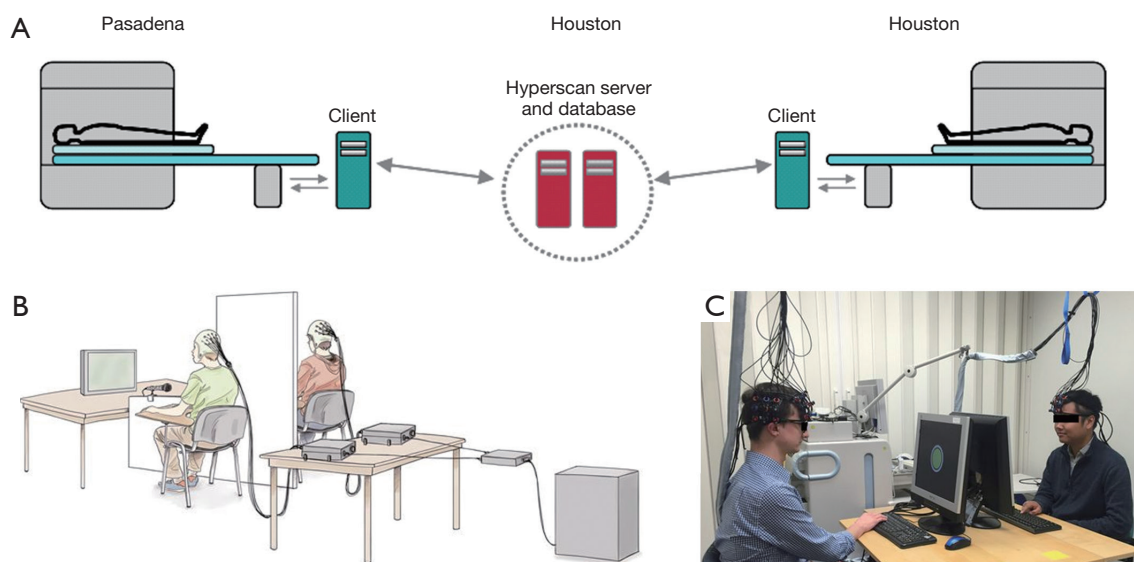 A
Pasadena
Houston
Houston
Hyperscan server
and database
Client
Client
B
C